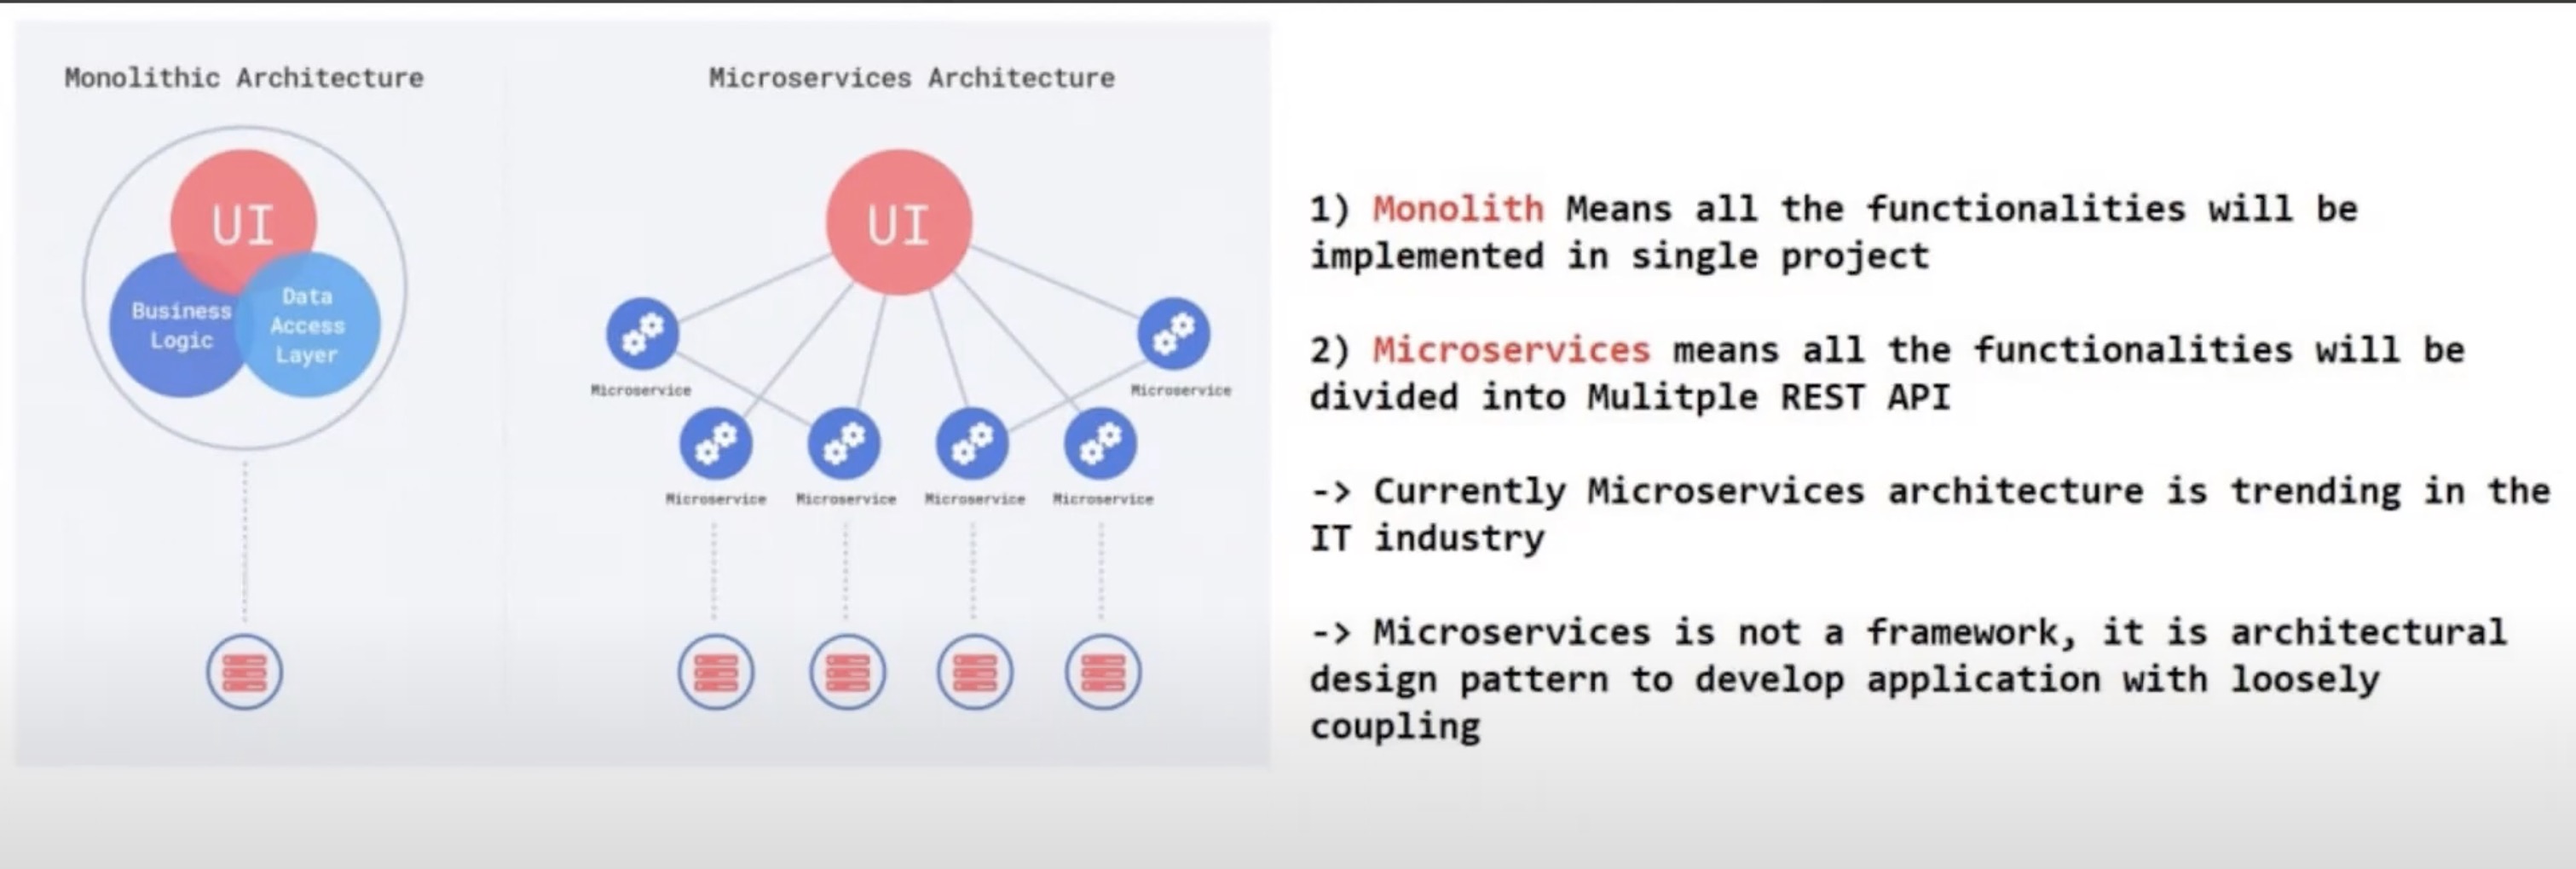 Monolithic Architecture
Microservices Architecture
UI
Business
Logic
Data
Access
Layer
UI
Microservice
Microservice
Microservice
Microservice
Microservice
Microservice
1) Monolith Means all the functionalities will be
implemented in single project
2) Microservices means all the functionalities will be
divided into Mulitple REST API
-> Currently Microservices architecture is trending in the
IT industry
-> Microservices is not a framework, it is architectural
design pattern to develop application with loosely
coupling